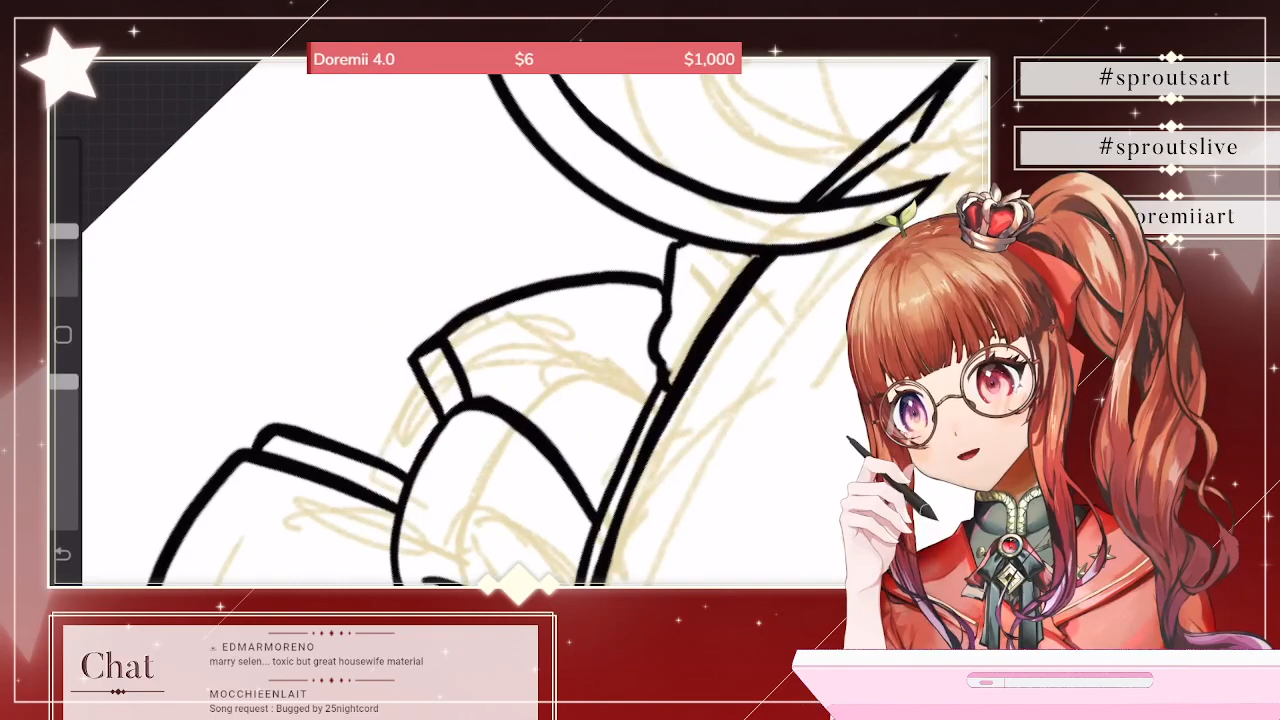 Doremii 4.0 $6 $1,000
#sproutsart
#sproutslive
oremiiart
Chat
EDMARMORENO
marry selen... toxic but great housewife material
MOCCHIEENLAIT
Song request : Bugged by 25nightcord